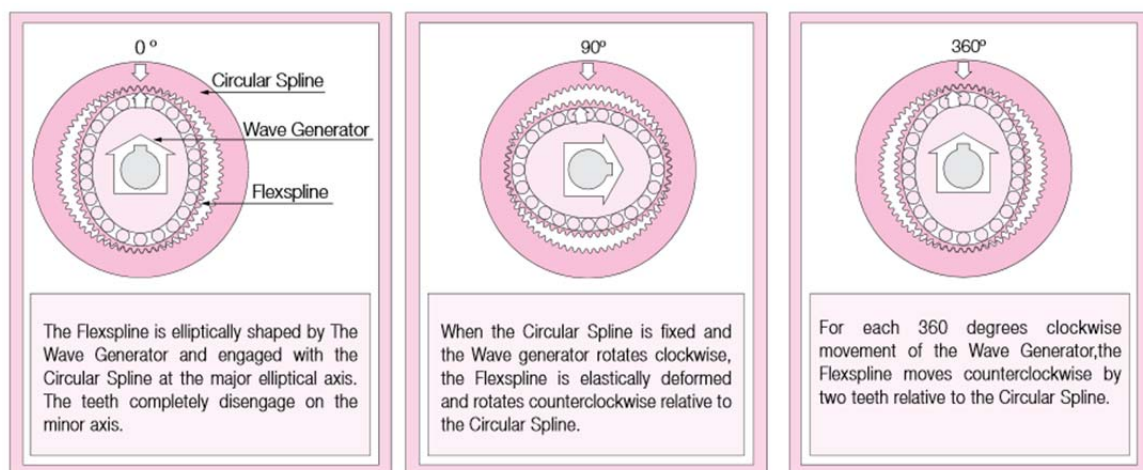 0 º
Circular Spline
Wave Generator
Flexspline
The Flexspline is elliptically shaped by The
Wave Generator and engaged with the
Circular Spline at the major elliptical axis.
The teeth completely disengage on the
minor axis.
90º
When the Circular Spline is fixed and
the Wave generator rotates clockwise,
the Flexspline is elastically deformed
and rotates counterclockwise relative to
the Circular Spline.
360º
For each 360 degrees clockwise
movement of the Wave Generator,the
Flexspline moves counterclockwise by
two teeth relative to the Circular Spline.